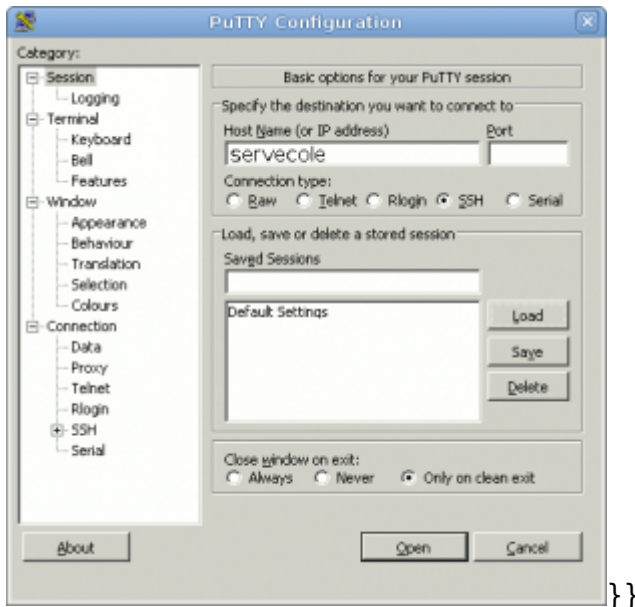 PuTTY Configuration
Category:
Session
Logging
Terminal
Keyboard
Bell
Features
Window
Appearance
Behaviour
Translation
Selection
Colours
Connection
Data
Proxy
Telnet
Rlogin
SSH
Serial
Basic options for your PuTTY session
Specify the destination you want to connect to
Host Name (or IP address) Port
servecole
Connection type:
Raw Telnet Rlogin SSH Serial
Load, save or delete a stored session
Saved Sessions
Default Settings
Load
Save
Delete
Close window on exit:
Always Never Only on clean exit
About Open Cancel
}}